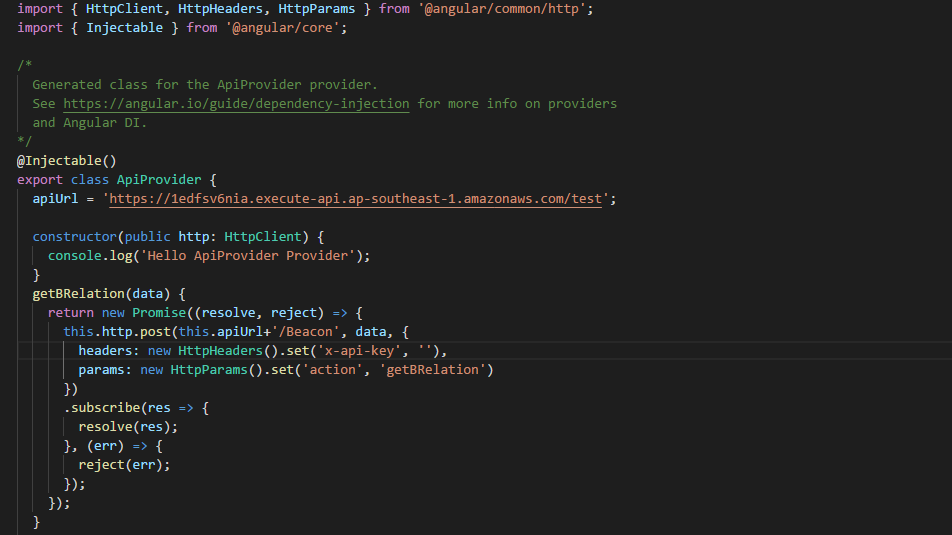 import { HttpClient, HttpHeaders, HttpParams } from '@angular/common/http';
import { Injectable } from '@angular/core';
/*
Generated class for the ApiProvider provider.
See https://angular.io/guide/dependency-injection for more info on providers
and Angular DI.
*/
@Injectable()
export class ApiProvider {
apiUrl = 'https://1edfsv6nia.execute-api.ap-southeast-1.amazonaws.com/test';
constructor(public http: HttpClient) {
console.log('Hello ApiProvider Provider');
}
getBRelation(data) {
return new Promise((resolve, reject) => {
this.http.post(this.apiUrl+'/Beacon', data, {
headers: new HttpHeaders().set('x-api-key', ''),
params: new HttpParams().set('action', 'getBRelation')
})
.subscribe(res => {
resolve(res);
}, (err) => {
reject(err);
});
});
}